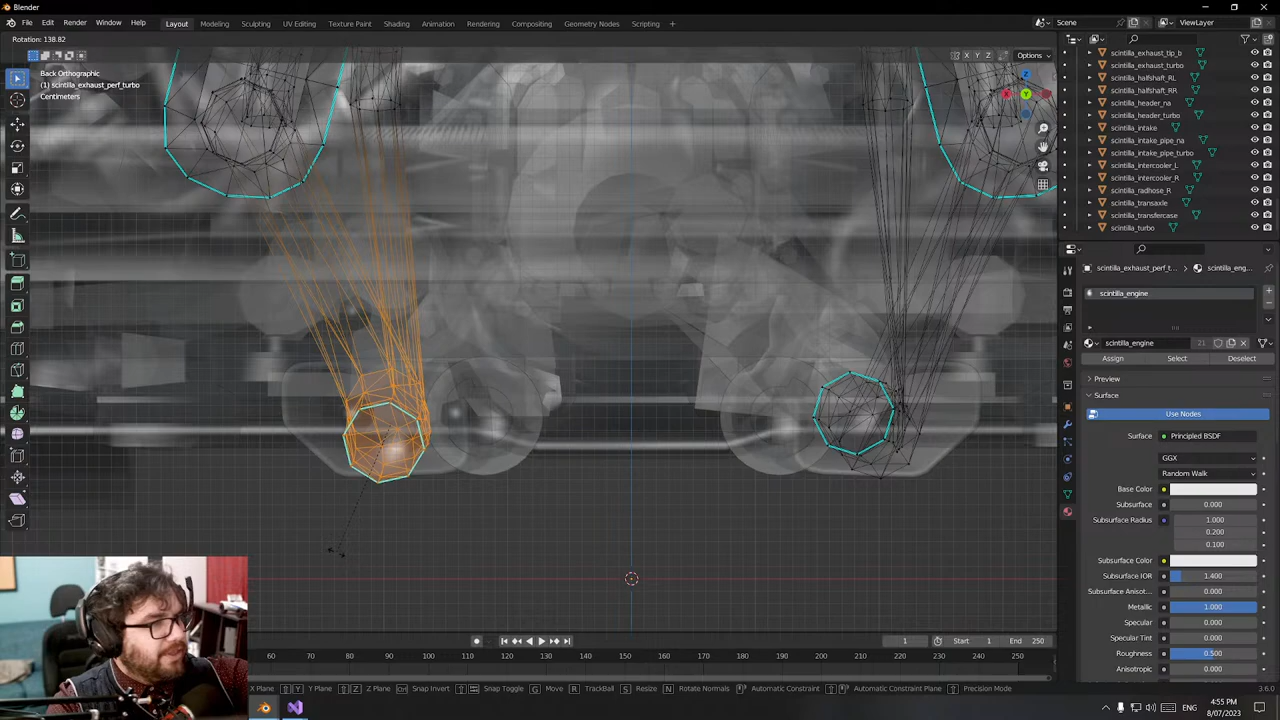 Blender
File Edit Render Window Help Layout Modeling Sculpting UV Editing Texture Paint Shading Animation Rendering Compositing Geometry Nodes Scripting + Scene ViewLayer
Rotation: 138.82
X Y Z Options
Back Orthographic
(1) scintilla_exhaust_perf_turbo
Centimeters
scintilla_exhaust_tip_b
scintilla_exhaust_turbo
scintilla_halfshaft_RL
scintilla_halfshaft_RR
scintilla_header_na
scintilla_header_turbo
scintilla_intake
scintilla_intake_pipe_na
scintilla_intake_pipe_turbo
scintilla_intercooler_L
scintilla_intercooler_R
scintilla_radhose_R
scintilla_transaxle
scintilla_transfercase
scintilla_turbo
scintilla_exhaust_perf_t... scintilla_eng...
scintilla_engine
scintilla_engine 21
Assign Select Deselect
Preview
Surface
Use Nodes
Surface Principled BSDF
GGX
Random Walk
Base Color
Subsurface 0.000
Subsurface Radius 1.000
0.200
0.100
Subsurface Color
Subsurface IOR 1.400
Subsurface Anisot... 0.000
Metallic 1.000
Specular 0.000
Specular Tint 0.000
Roughness 0.500
Anisotropic 0.000
1 Start 1 End 250
60 70 80 90 100 110 120 130 140 150 160 170 180 190 200 210 220 230 240 250
X Plane Y Plane Z Plane Snap Invert Snap Toggle G Move R TrackBall S Resize N Rotate Normals Automatic Constraint Automatic Constraint Plane Precision Mode 3.6.0
ENG 4:55 PM
8/07/2023